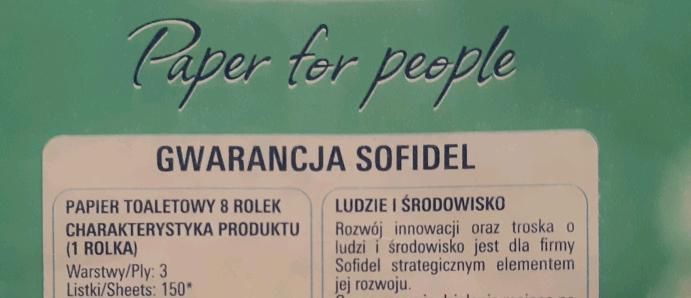 Paper for people
GWARANCJA SOFIDEL
PAPIER TOALETOWY 8 ROLEK
CHARAKTERYSTYKA PRODUKTU
(1 ROLKA)
Warstwy/Ply: 3
Listki/Sheets: 150*
LUDZIE I ŚRODOWISKO
Rozwój innowacji oraz troska o
ludzi i środowisko jest dla firmy
Sofidel strategicznym elementem
jej rozwoju.